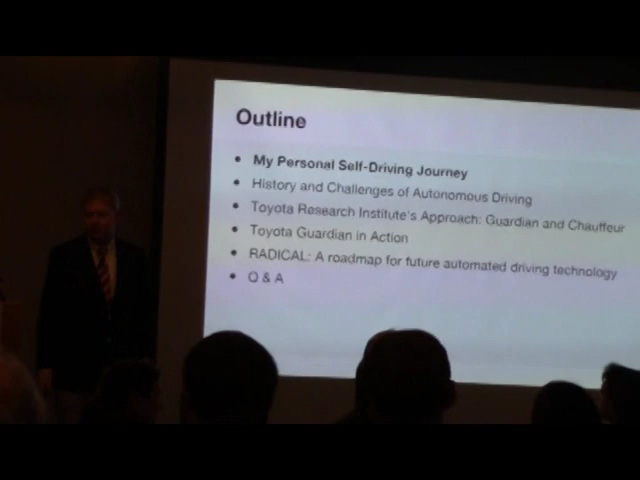 Outline
• My Personal Self-Driving Journey
• History and Challenges of Autonomous Driving
• Toyota Research Institute's Approach: Guardian and Chauffeur
• Toyota Guardian in Action
• RADICAL: A roadmap for future automated driving technology
• Q & A